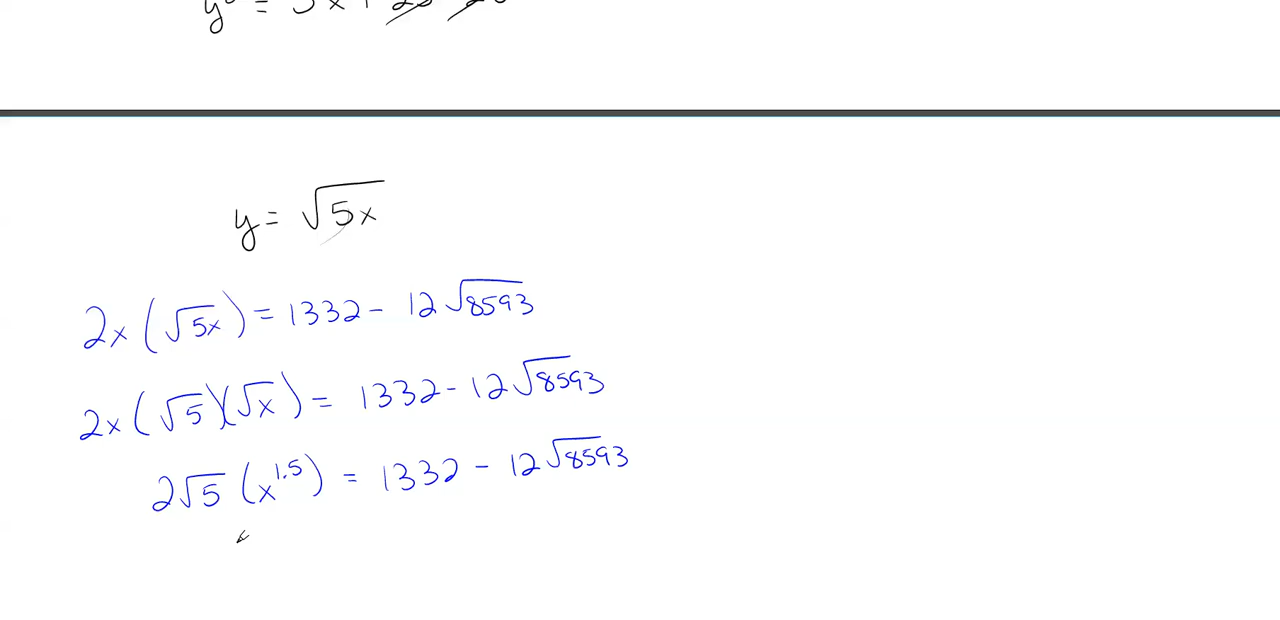 y =
y = √5x
2x (√5x) = 1332 - 12√8593
2x (√5)(√x) = 1332 - 12√8593
2√5 (x^1.5) = 1332 - 12√8593